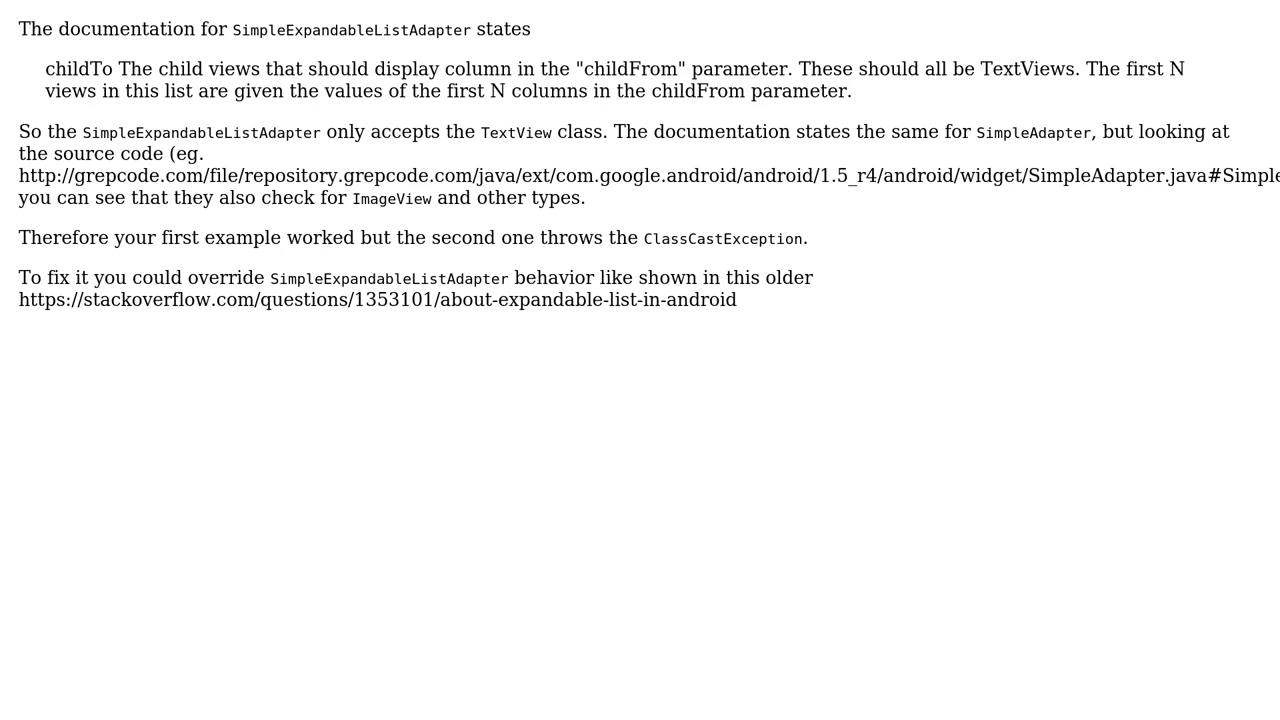 The documentation for SimpleExpandableListAdapter states
childTo The child views that should display column in the "childFrom" parameter. These should all be TextViews. The first N
views in this list are given the values of the first N columns in the childFrom parameter.
So the SimpleExpandableListAdapter only accepts the TextView class. The documentation states the same for SimpleAdapter, but looking at
the source code (eg.
http://grepcode.com/file/repository.grepcode.com/java/ext/com.google.android/android/1.5_r4/android/widget/SimpleAdapter.java#Simple
you can see that they also check for ImageView and other types.
Therefore your first example worked but the second one throws the ClassCastException.
To fix it you could override SimpleExpandableListAdapter behavior like shown in this older
https://stackoverflow.com/questions/1353101/about-expandable-list-in-android